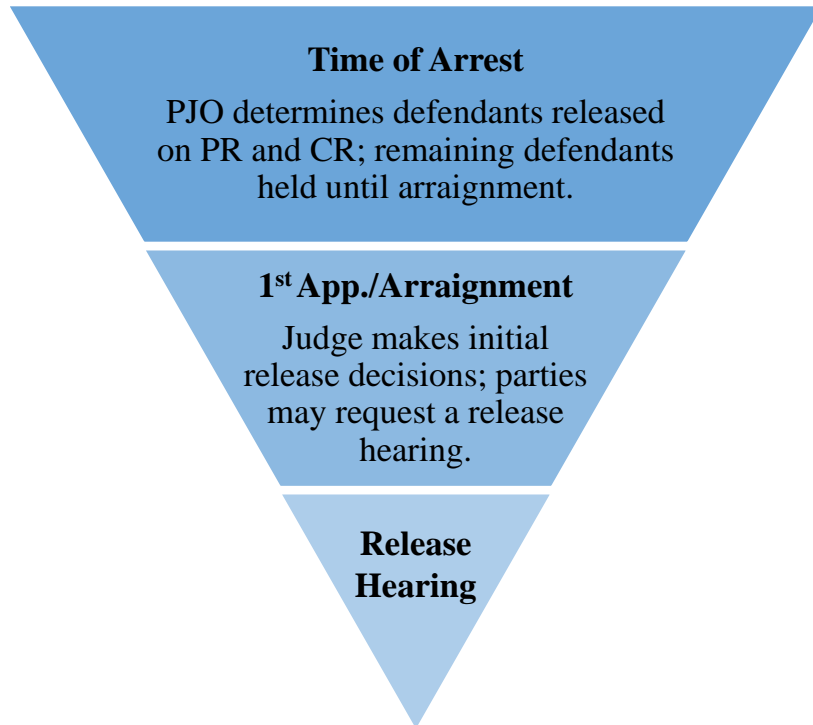 Time of Arrest
PJO determines defendants released
on PR and CR; remaining defendants
held until arraignment.
1st App./Arraignment
Judge makes initial
release decisions; parties
may request a release
hearing.
Release
Hearing